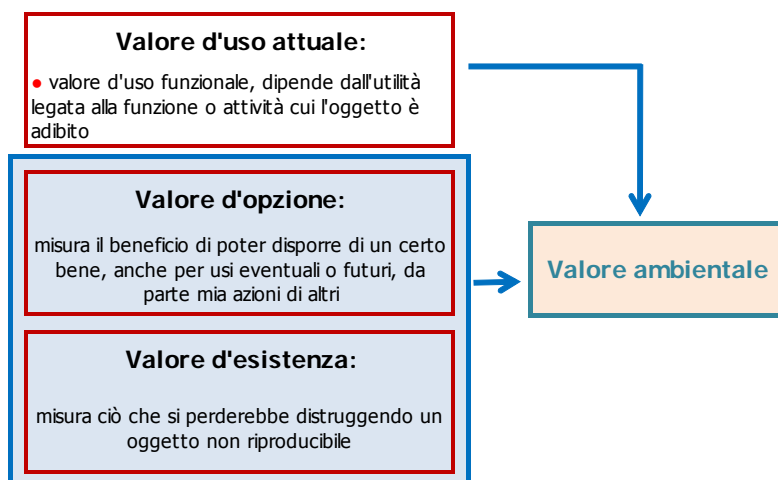 Valore d'uso attuale:
● valore d'uso funzionale, dipende dall'utilità
legata alla funzione o attività cui l'oggetto è
adibito
Valore d'opzione:
misura il beneficio di poter disporre di un certo
bene, anche per usi eventuali o futuri, da
parte mia azioni di altri
Valore ambientale
Valore d'esistenza:
misura ciò che si perderebbe distruggendo un
oggetto non riproducibile